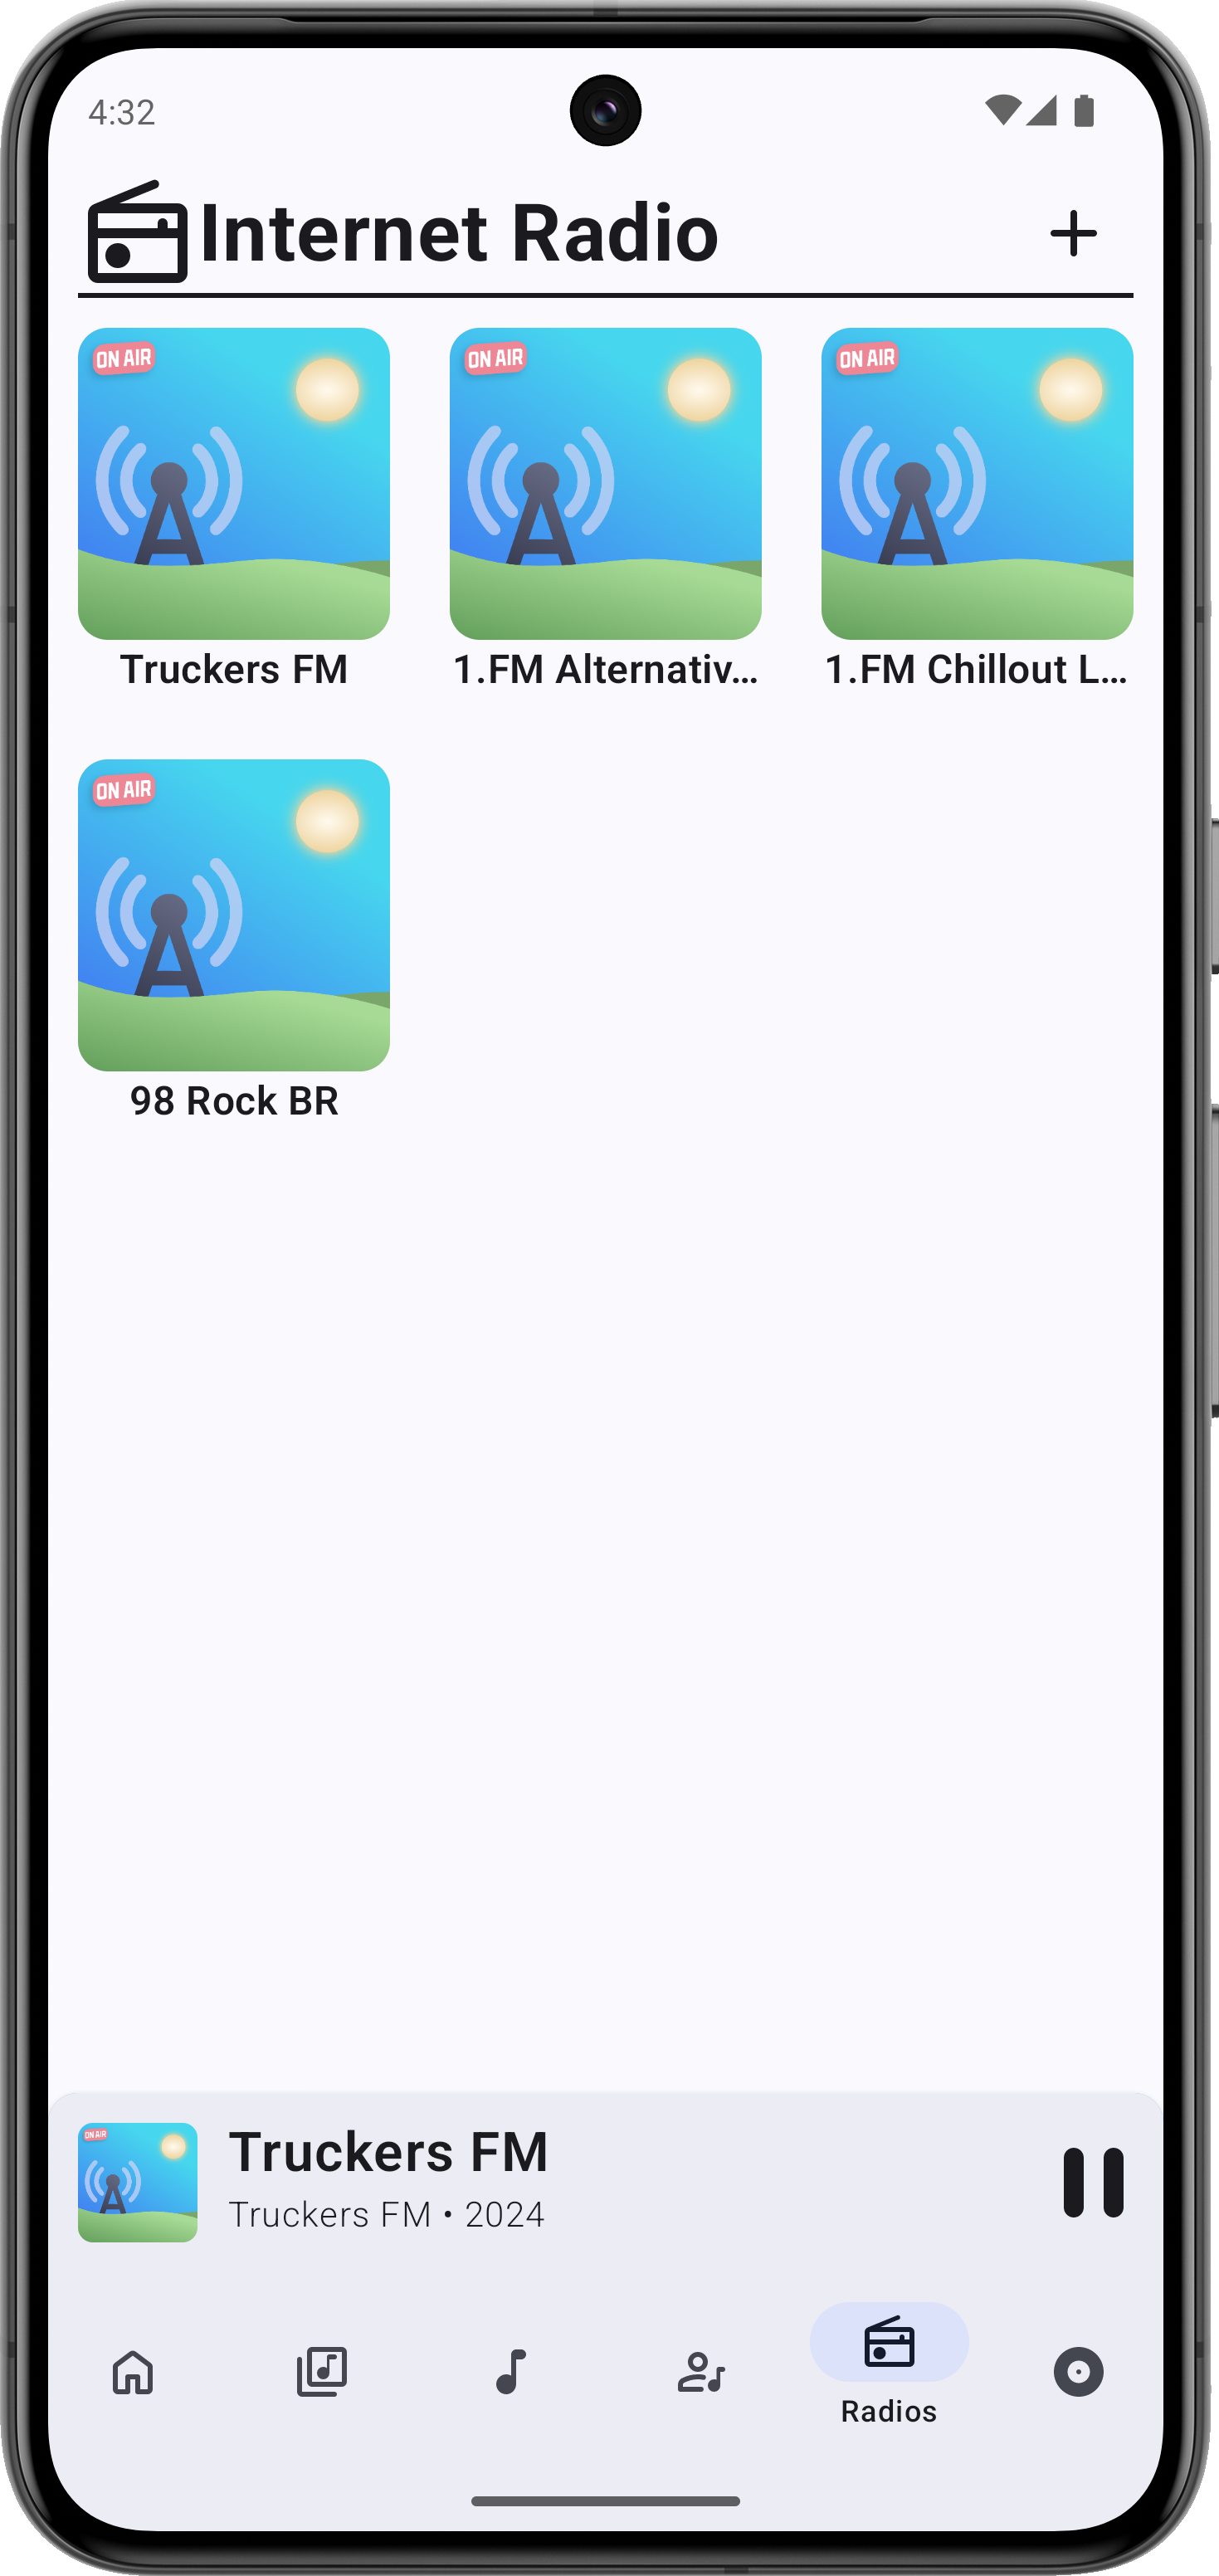 4:32
Internet Radio
ON AIR
ON AIR
ON AIR
Truckers FM
1.FM Alternativ...
1.FM Chillout L...
ON AIR
98 Rock BR
ON AIR
Truckers FM
Truckers FM • 2024
Radios